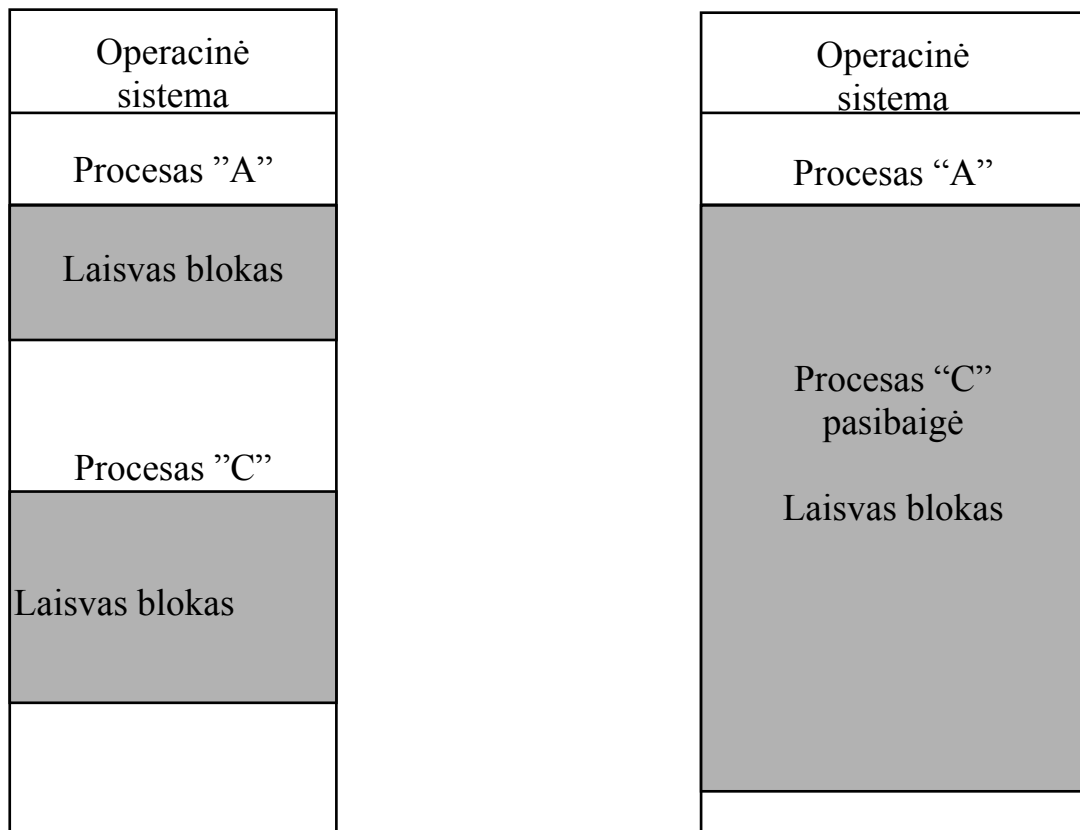 Operacinė
sistema
Procesas ”A”
Laisvas blokas
Procesas ”C”
Laisvas blokas
Operacinė
sistema
Procesas “A”
Procesas “C”
pasibaigė
Laisvas blokas